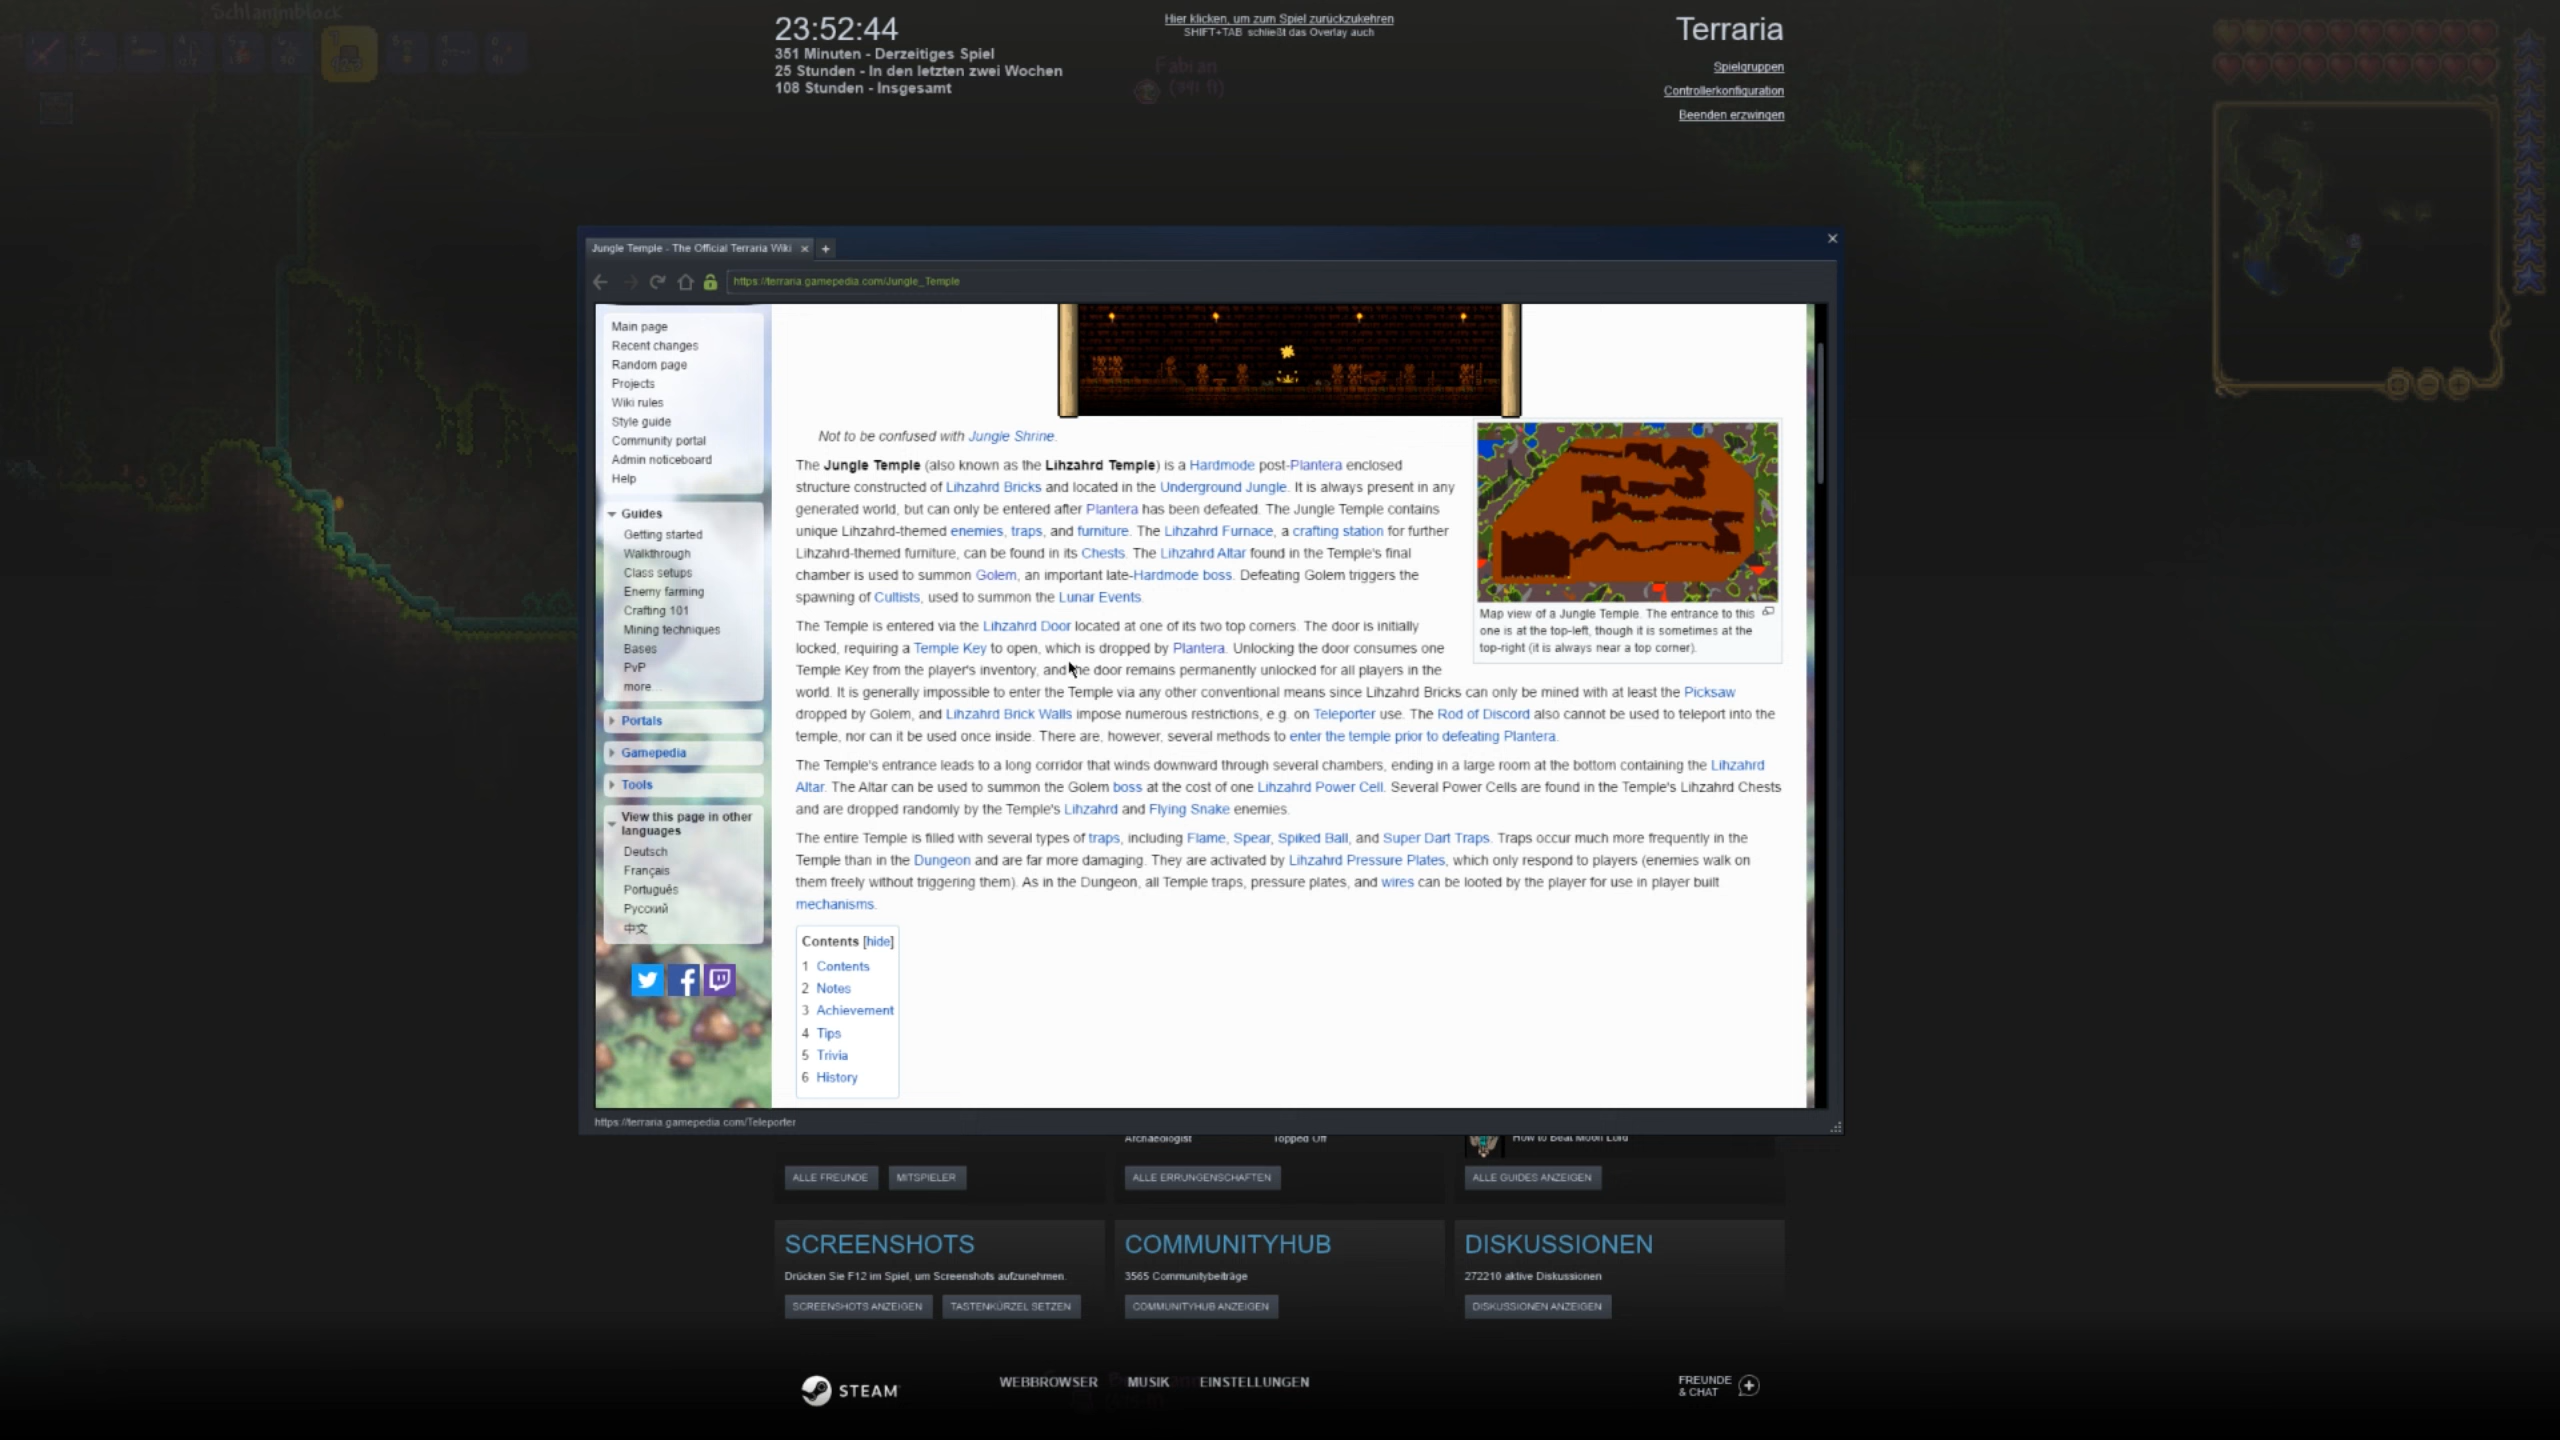 Schlammblock
23:52:44
351 Minuten - Derzeitiges Spiel
25 Stunden - In den letzten zwei Wochen
108 Stunden - Insgesamt
Hier klicken, um zum Spiel zurückzukehren
SHIFT+TAB schließt das Overlay auch
Fabian
Terraria
Spielgruppen
Controllerkonfiguration
Beenden erzwingen
Jungle Temple - The Official Terraria Wiki
https://terraria.gamepedia.com/Jungle_Temple
Main page
Recent changes
Random page
Projects
Wiki rules
Style guide
Community portal
Admin noticeboard
Help
Guides
Getting started
Walkthrough
Class setups
Enemy farming
Crafting 101
Mining techniques
Bases
PvP
more...
Portals
Gamepedia
Tools
View this page in other
languages
Deutsch
Français
Português
Русский
中文
Not to be confused with Jungle Shrine.
The Jungle Temple (also known as the Lihzahrd Temple) is a Hardmode post-Plantera enclosed
structure constructed of Lihzahrd Bricks and located in the Underground Jungle. It is always present in any
generated world, but can only be entered after Plantera has been defeated. The Jungle Temple contains
unique Lihzahrd-themed enemies, traps, and furniture. The Lihzahrd Furnace, a crafting station for further
Lihzahrd-themed furniture, can be found in its Chests. The Lihzahrd Altar found in the Temple's final
chamber is used to summon Golem, an important late-Hardmode boss. Defeating Golem triggers the
spawning of Cultists, used to summon the Lunar Events.
Map view of a Jungle Temple. The entrance to this
one is at the top-left, though it is sometimes at the
top-right (it is always near a top corner).
The Temple is entered via the Lihzahrd Door located at one of its two top corners. The door is initially
locked, requiring a Temple Key to open, which is dropped by Plantera. Unlocking the door consumes one
Temple Key from the player's inventory, and the door remains permanently unlocked for all players in the
world. It is generally impossible to enter the Temple via any other conventional means since Lihzahrd Bricks can only be mined with at least the Picksaw
dropped by Golem, and Lihzahrd Brick Walls impose numerous restrictions, e.g. on Teleporter use. The Rod of Discord also cannot be used to teleport into the
temple, nor can it be used once inside. There are, however, several methods to enter the temple prior to defeating Plantera.
The Temple's entrance leads to a long corridor that winds downward through several chambers, ending in a large room at the bottom containing the Lihzahrd
Altar. The Altar can be used to summon the Golem boss at the cost of one Lihzahrd Power Cell. Several Power Cells are found in the Temple's Lihzahrd Chests
and are dropped randomly by the Temple's Lihzahrd and Flying Snake enemies.
The entire Temple is filled with several types of traps, including Flame, Spear, Spiked Ball, and Super Dart Traps. Traps occur much more frequently in the
Temple than in the Dungeon and are far more damaging. They are activated by Lihzahrd Pressure Plates, which only respond to players (enemies walk on
them freely without triggering them). As in the Dungeon, all Temple traps, pressure plates, and wires can be looted by the player for use in player built
mechanisms.
Contents [hide]
1 Contents
2 Notes
3 Achievement
4 Tips
5 Trivia
6 History
https://terraria.gamepedia.com/Teleporter
Archaeologist
Topped Off
How to Beat Moon Lord
ALLE FREUNDE
MITSPIELER
ALLE ERRUNGENSCHAFTEN
ALLE GUIDES ANZEIGEN
SCREENSHOTS
Drücken Sie F12 im Spiel, um Screenshots aufzunehmen.
SCREENSHOTS ANZEIGEN
TASTENKÜRZEL SETZEN
COMMUNITYHUB
3565 Communitybeiträge
COMMUNITYHUB ANZEIGEN
DISKUSSIONEN
272210 aktive Diskussionen
DISKUSSIONEN ANZEIGEN
STEAM
WEBBROWSER
MUSIK
EINSTELLUNGEN
FREUNDE
& CHAT